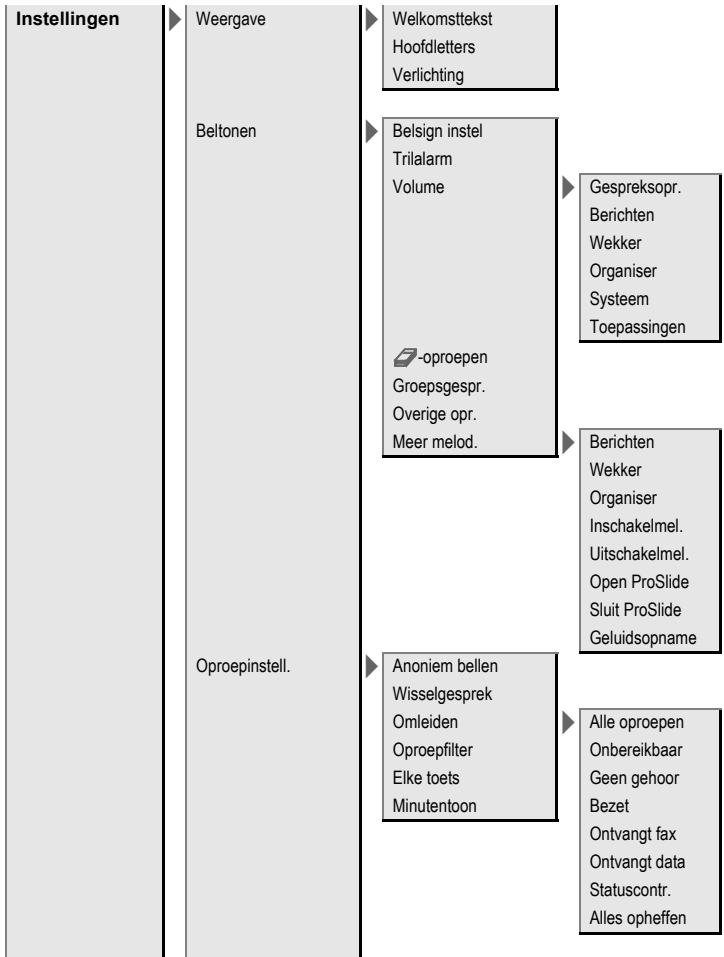 Instellingen
Weergave
Welkomsttekst
Hoofdletters
Verlichting
Beltonen
Belsign instel
Trilalarm
Volume
Gespreksopr.
Berichten
Wekker
Organiser
Systeem
Toepassingen
-oproepen
Groepsgespr.
Overige opr.
Meer melod.
Berichten
Wekker
Organiser
Inschakelmel.
Uitschakelmel.
Open ProSlide
Sluit ProSlide
Geluidsopname
Oproepinstell.
Anoniem bellen
Wisselgesprek
Omleiden
Oproepfilter
Elke toets
Minutentoon
Alle oproepen
Onbereikbaar
Geen gehoor
Bezet
Ontvangt fax
Ontvangt data
Statuscontr.
Alles opheffen